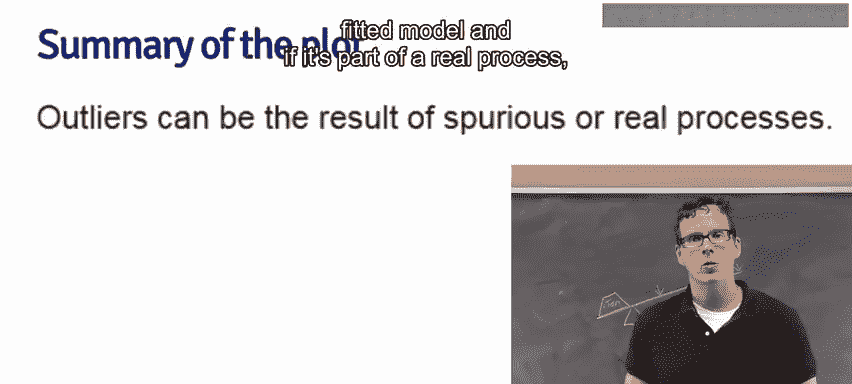 Summary of the plot
fitted model and
if it's part of a real process,
Outliers can be the result of spurious or real processes.